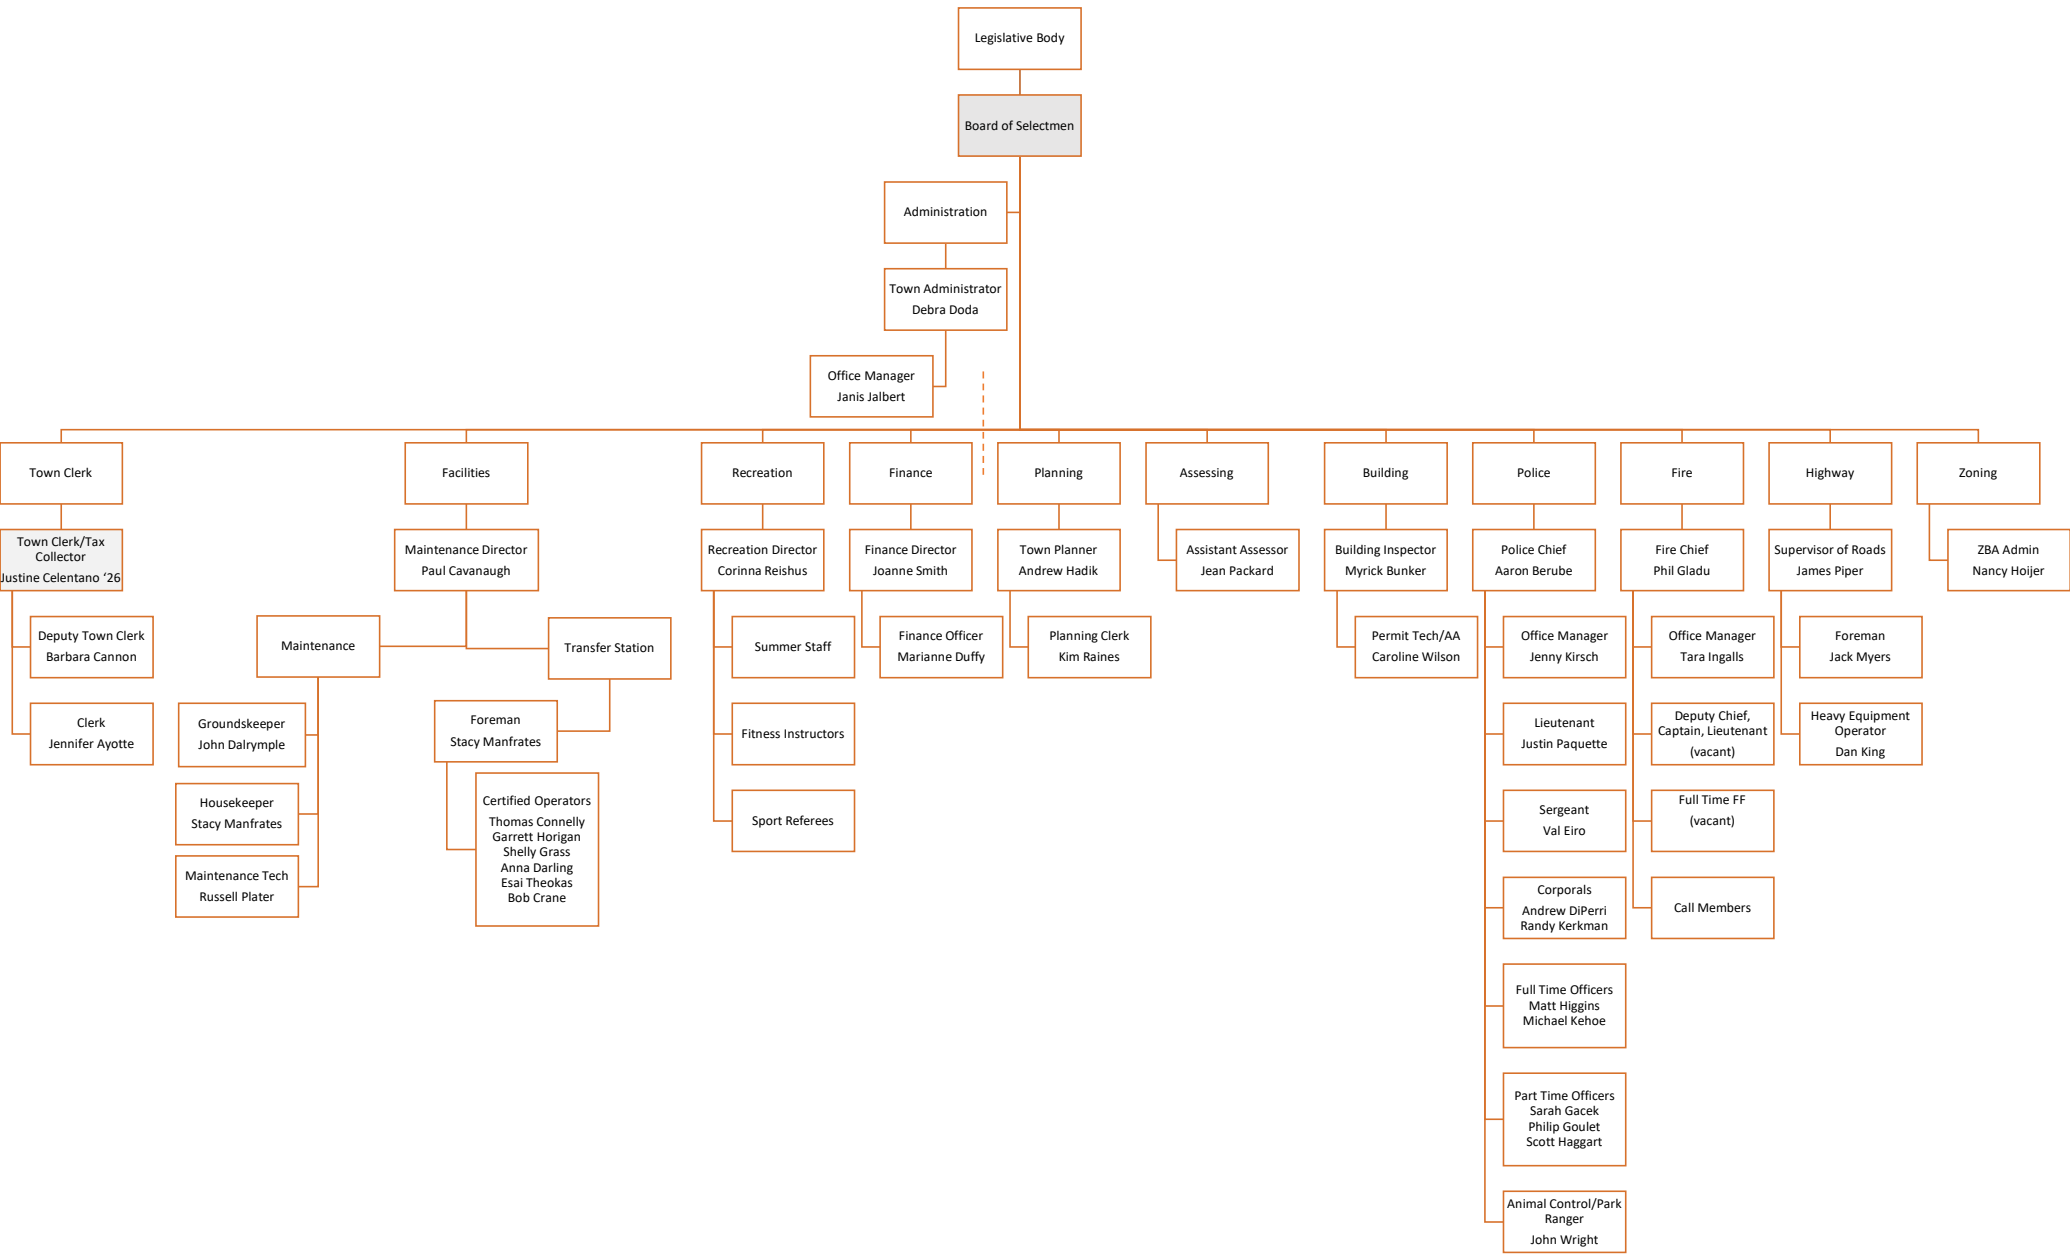 Legislative Body
Board of Selectmen
Administration
Town Administrator
Debra Doda
Office Manager
Janis Jalbert
Town Clerk
Facilities
Recreation
Finance
Planning
Assessing
Building
Police
Fire
Highway
Zoning
Town Clerk/Tax
Collector
Justine Celentano ‘26
Maintenance Director
Paul Cavanaugh
Recreation Director
Corinna Reishus
Finance Director
Joanne Smith
Town Planner
Andrew Hadik
Assistant Assessor
Jean Packard
Building Inspector
Myrick Bunker
Police Chief
Aaron Berube
Fire Chief
Phil Gladu
Supervisor of Roads
James Piper
ZBA Admin
Nancy Hoijer
Deputy Town Clerk
Barbara Cannon
Clerk
Jennifer Ayotte
Maintenance
Transfer Station
Groundskeeper
John Dalrymple
Housekeeper
Stacy Manfrates
Maintenance Tech
Russell Plater
Foreman
Stacy Manfrates
Certified Operators
Thomas Connelly
Garrett Horigan
Shelly Grass
Anna Darling
Esai Theokas
Bob Crane
Summer Staff
Fitness Instructors
Sport Referees
Finance Officer
Marianne Duffy
Planning Clerk
Kim Raines
Permit Tech/AA
Caroline Wilson
Office Manager
Jenny Kirsch
Lieutenant
Justin Paquette
Sergeant
Val Eiro
Corporals
Andrew DiPerri
Randy Kerkman
Full Time Officers
Matt Higgins
Michael Kehoe
Part Time Officers
Sarah Gacek
Philip Goulet
Scott Haggart
Animal Control/Park
Ranger
John Wright
Office Manager
Tara Ingalls
Deputy Chief,
Captain, Lieutenant
(vacant)
Full Time FF
(vacant)
Call Members
Foreman
Jack Myers
Heavy Equipment
Operator
Dan King